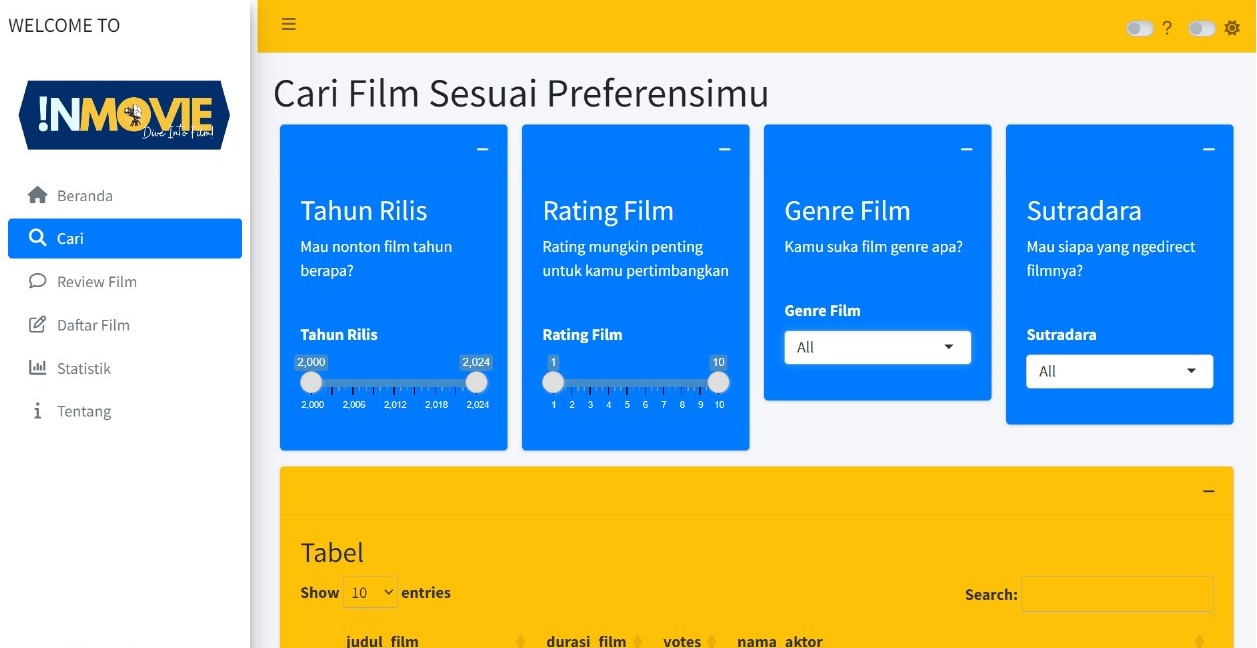 WELCOME TO
!NMOVIE
Dive Into Film!
Beranda
Cari
Review Film
Daftar Film
Statistik
Tentang
?
Cari Film Sesuai Preferensimu
Tahun Rilis
Mau nonton film tahun
berapa?
Tahun Rilis
2,000 2,024
2,000 2,006 2,012 2,018 2,024
Rating Film
Rating mungkin penting
untuk kamu pertimbangkan
Rating Film
1 10
1 2 3 4 5 6 7 8 9 10
Genre Film
Kamu suka film genre apa?
Genre Film
All
Sutradara
Mau siapa yang ngedirect
filmnya?
Sutradara
All
Tabel
Show 10 entries
Search:
judul_film durasi_film votes nama_aktor